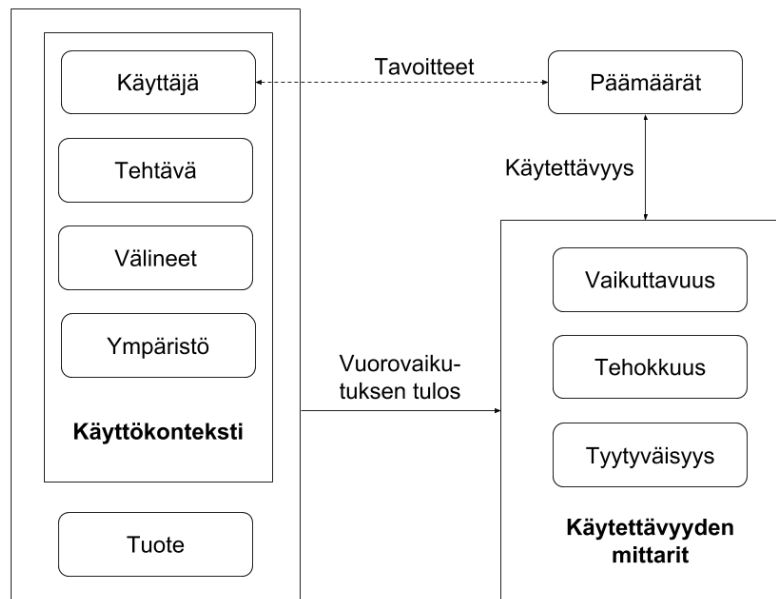 Käyttäjä
Tehtävä
Välineet
Ympäristö
Käyttökonteksti
Tuote
Tavoitteet
Vuorovaiku-
tuksen tulos
Päämäärät
Käytettävyys
Vaikuttavuus
Tehokkuus
Tyytyväisyys
Käytettävyyden
mittarit